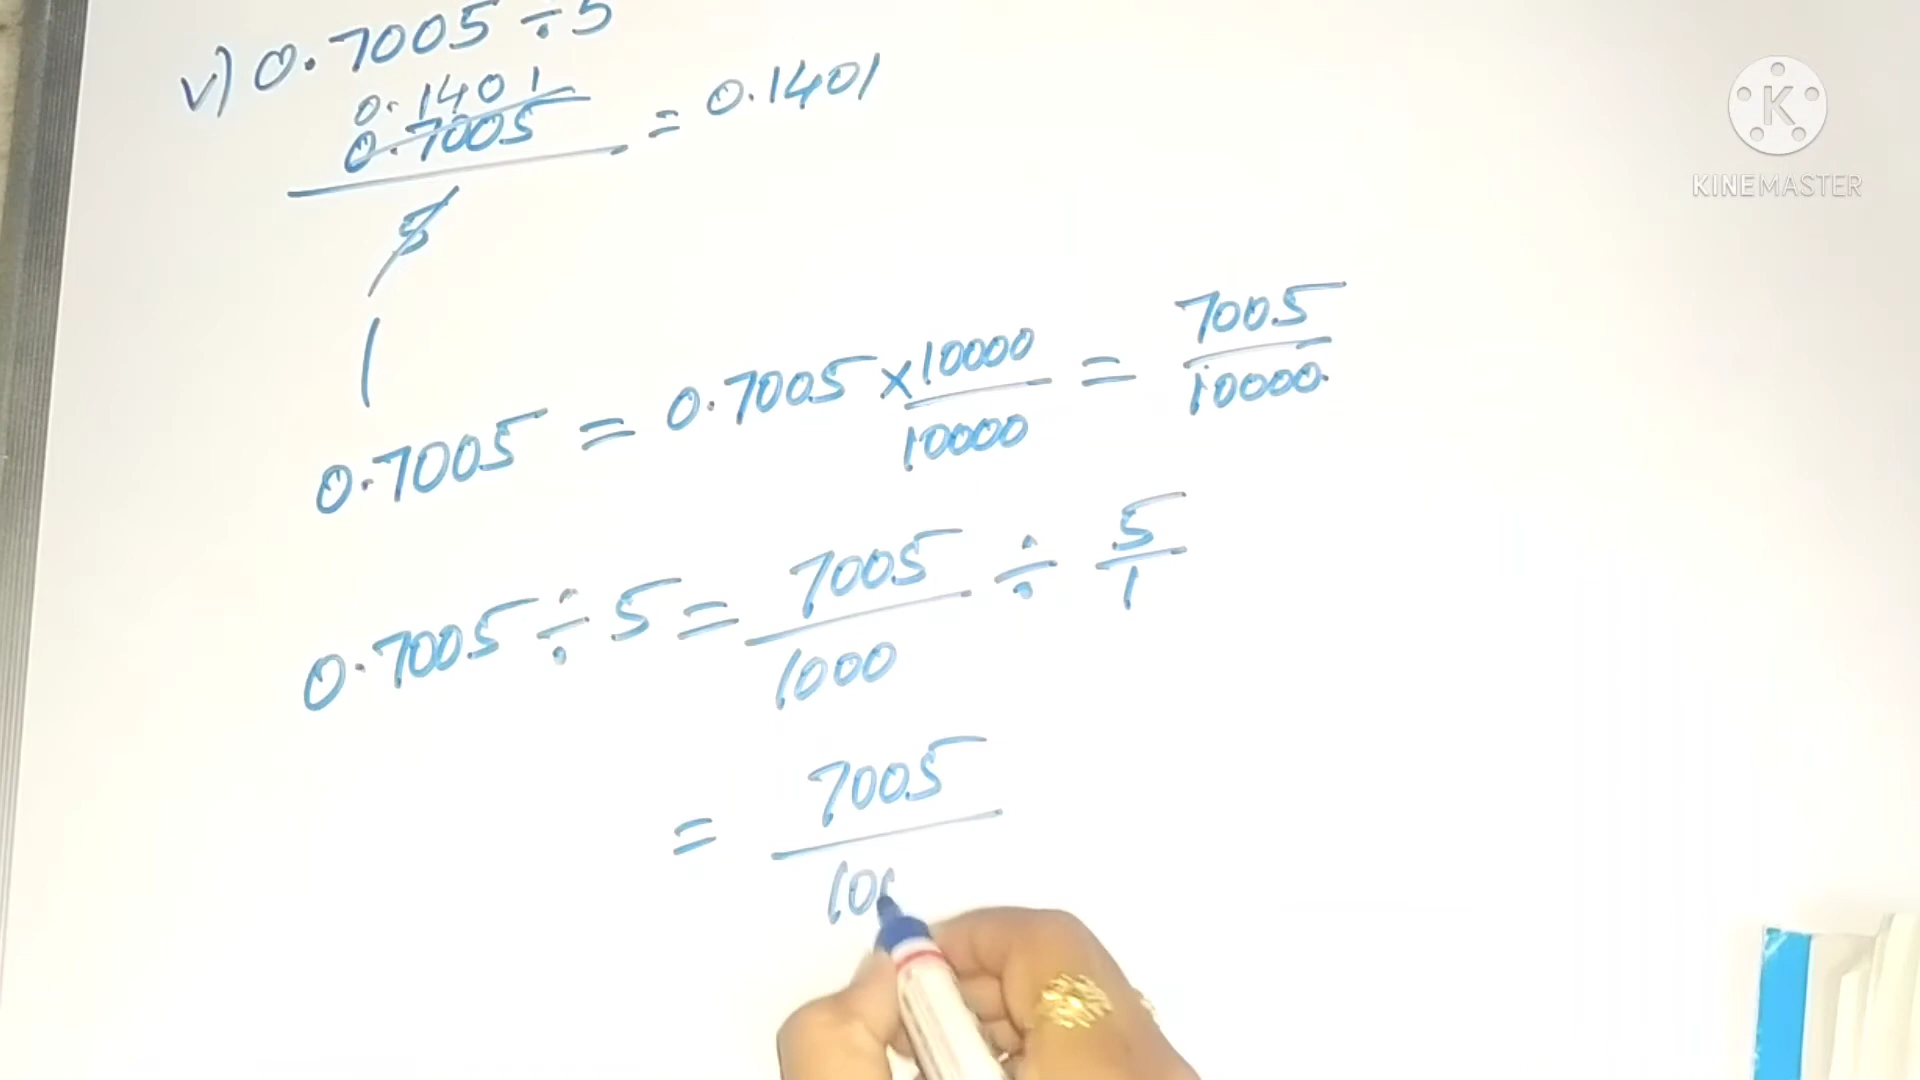 v) 0.7005 ÷ 5
0.1401
0.7005 = 0.1401
5
1
0.7005 = 0.7005 × 10000/10000 = 7005/10000
0.7005 ÷ 5 = 7005/1000 ÷ 5/1
= 7005/100
K
KINEMASTER